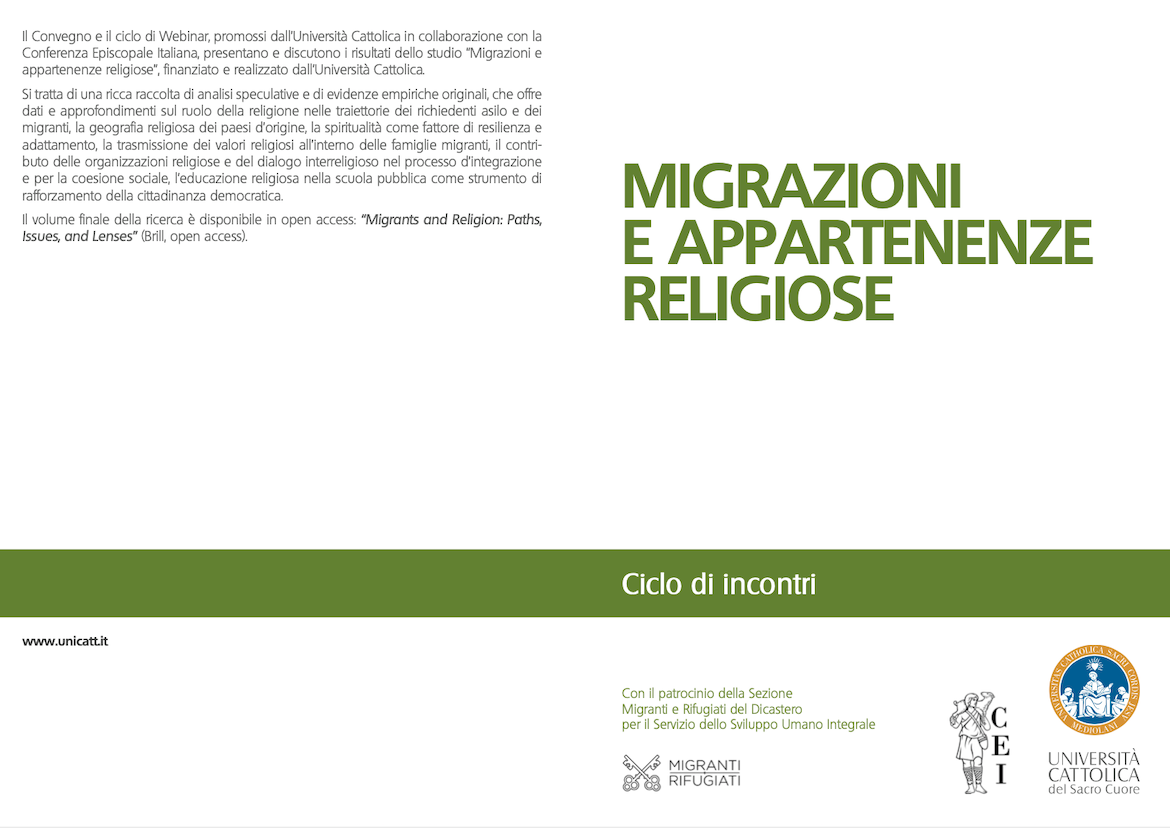 Il Convegno e il ciclo di Webinar, promossi dall'Università Cattolica in collaborazione con la
Conferenza Episcopale Italiana, presentano e discutono i risultati dello studio "Migrazioni e
appartenenze religiose", finanziato e realizzato dall'Università Cattolica.
Si tratta di una ricca raccolta di analisi speculative e di evidenze empiriche originali, che offre
dati e approfondimenti sul ruolo della religione nelle traiettorie dei richiedenti asilo e dei
migranti, la geografia religiosa dei paesi d'origine, la spiritualità come fattore di resilienza e
adattamento, la trasmissione dei valori religiosi all'interno delle famiglie migranti, il contri-
buto delle organizzazioni religiose e del dialogo interreligioso nel processo d'integrazione
e per la coesione sociale, l'educazione religiosa nella scuola pubblica come strumento di
rafforzamento della cittadinanza democratica.
Il volume finale della ricerca è disponibile in open access: "Migrants and Religion: Paths,
Issues, and Lenses" (Brill, open access).
www.unicatt.it
MIGRAZIONI
E APPARTENENZE
RELIGIOSE
Ciclo di incontri
Con il patrocinio della Sezione
Migranti e Rifugiati del Dicastero
per il Servizio dello Sviluppo Umano Integrale
MIGRANTI
RIFUGIATI
CEI
UNIVERSITAS CATHOLICA SACRI CORDIS JESU MEDIOLANI
UNIVERSITÀ
CATTOLICA
del Sacro Cuore